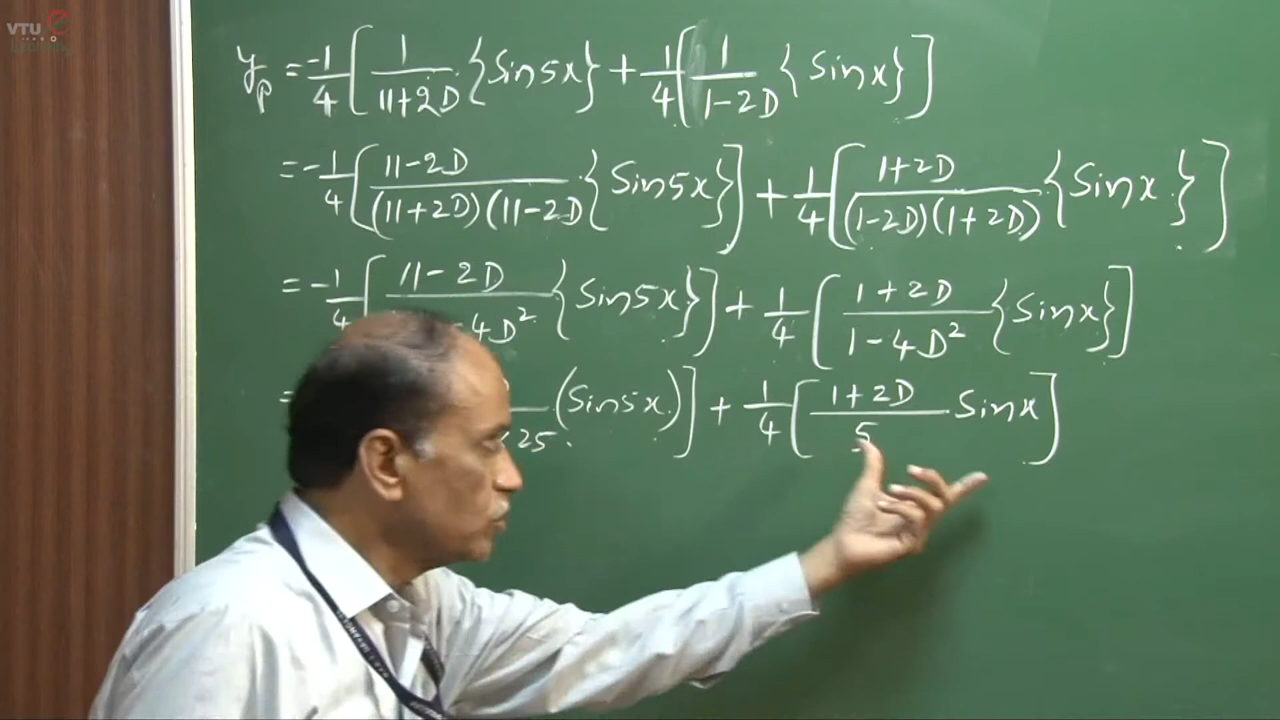 VTU e
Learning
y_p = -1/4 [ 1/(11+2D) {Sin5x} + 1/4 [ 1/(1-2D) { Sinx} ]
= -1/4 [ (11-2D)/((11+2D)(11-2D) {Sin5x} ] + 1/4 [ (1+2D)/((1-2D)(1+2D)) {Sinx } ]
= -1/4 [ (11-2D)/( -4D²) {Sin5x} ] + 1/4 [ (1+2D)/(1-4D²) {Sinx} ]
= 25 (Sin5x) ] + 1/4 [ (1+2D)/5 Sinx ]